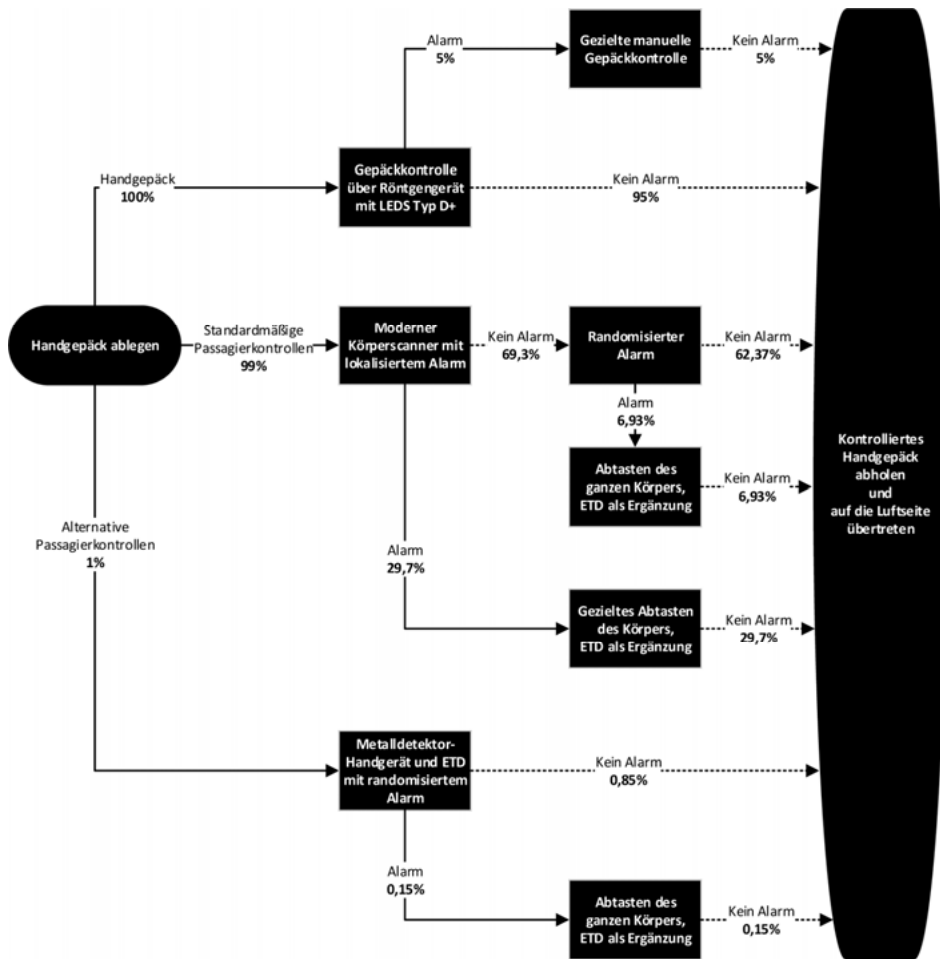 Alarm
5%
Gezielte manuelle
Gepäckkontrolle
Kein Alarm
5%
Handgepäck
100%
Gepäckkontrolle
über Röntgengerät
mit LEDS Typ D+
Kein Alarm
95%
Handgepäck ablegen
Standardmäßige
Passagierkontrollen
99%
Moderner
Körperscanner mit
lokalisiertem Alarm
Kein Alarm
69,3%
Randomisierter
Alarm
Kein Alarm
62,37%
Alarm
6,93%
Abtasten des
ganzen Körpers,
ETD als Ergänzung
Kein Alarm
6,93%
Kontrolliertes
Handgepäck
abholen
und
auf die Luftseite
übertreten
Alternative
Passagierkontrollen
1%
Alarm
29,7%
Gezieltes Abtasten
des Körpers,
ETD als Ergänzung
Kein Alarm
29,7%
Metalldetektor-
Handgerät und ETD
mit randomisiertem
Alarm
Kein Alarm
0,85%
Alarm
0,15%
Abtasten des
ganzen Körpers,
ETD als Ergänzung
Kein Alarm
0,15%